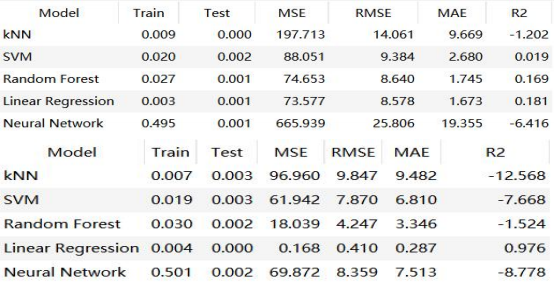 Model Train Test MSE RMSE MAE R2
kNN 0.009 0.000 197.713 14.061 9.669 -1.202
SVM 0.020 0.002 88.051 9.384 2.680 0.019
Random Forest 0.027 0.001 74.653 8.640 1.745 0.169
Linear Regression 0.003 0.001 73.577 8.578 1.673 0.181
Neural Network 0.495 0.001 665.939 25.806 19.355 -6.416
Model Train Test MSE RMSE MAE R2
kNN 0.007 0.003 96.960 9.847 9.482 -12.568
SVM 0.019 0.003 61.942 7.870 6.810 -7.668
Random Forest 0.030 0.002 18.039 4.247 3.346 -1.524
Linear Regression 0.004 0.000 0.168 0.410 0.287 0.976
Neural Network 0.501 0.002 69.872 8.359 7.513 -8.778